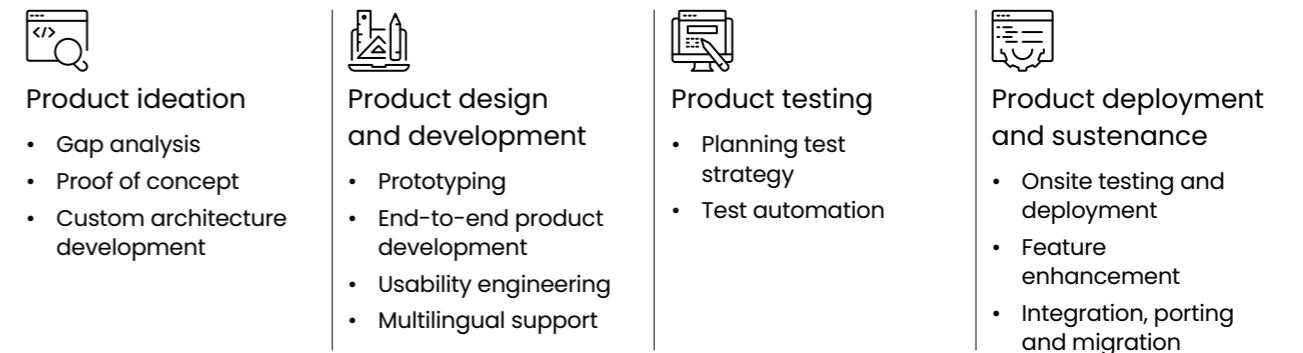 </>
Product ideation
• Gap analysis
• Proof of concept
• Custom architecture
development
Product design
and development
• Prototyping
• End-to-end product
development
• Usability engineering
• Multilingual support
Product testing
• Planning test
strategy
• Test automation
Product deployment
and sustenance
• Onsite testing and
deployment
• Feature
enhancement
• Integration, porting
and migration